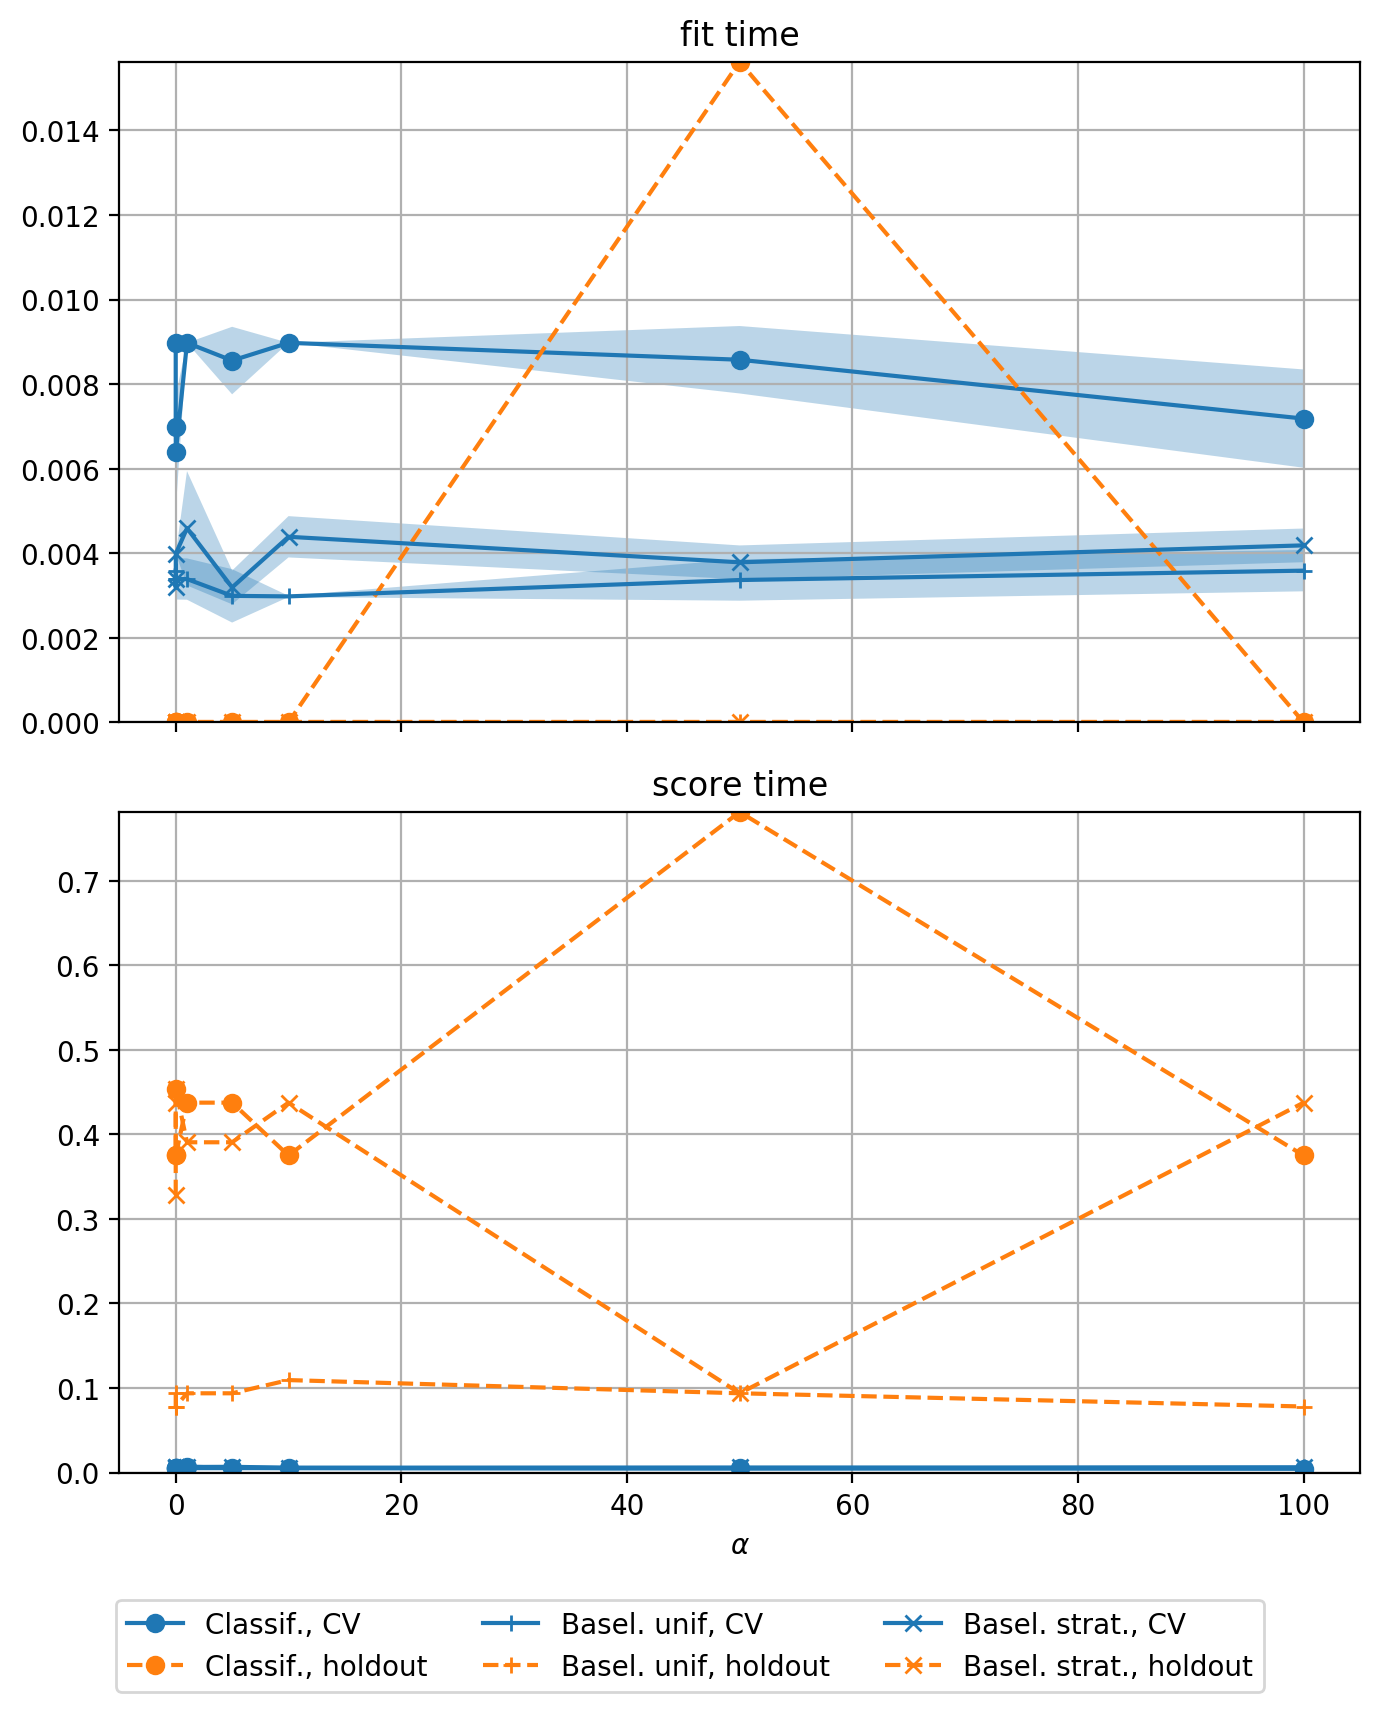 fit time
0.014
0.012
0.010
0.008
0.006
0.004
0.002
0.000
score time
0.7
0.6
0.5
0.4
0.3
0.2
0.1
0.0
0 20 40 60 80 100
α
Classif., CV Basel. unif, CV Basel. strat., CV
Classif., holdout Basel. unif, holdout Basel. strat., holdout